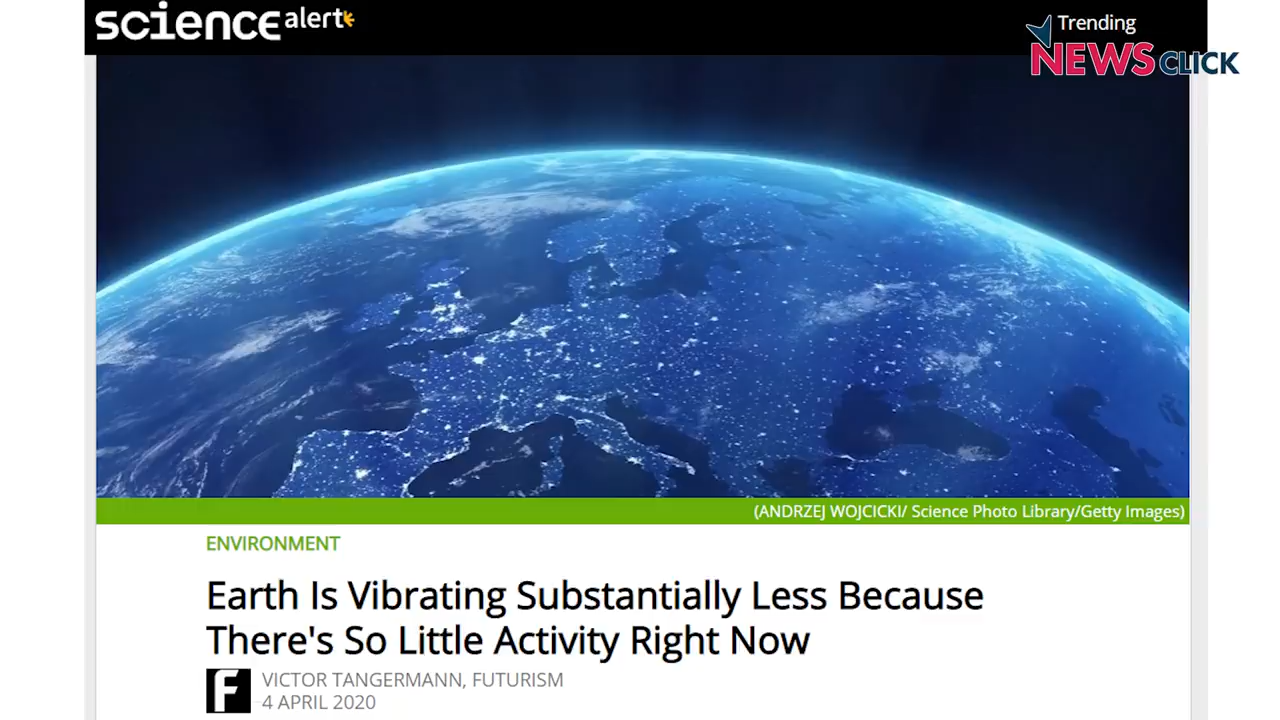 sciencealert
Trending
NEWSCLICK
(ANDRZEJ WOJCICKI/ Science Photo Library/Getty Images)
ENVIRONMENT
Earth Is Vibrating Substantially Less Because
There's So Little Activity Right Now
F
VICTOR TANGERMANN, FUTURISM
4 APRIL 2020